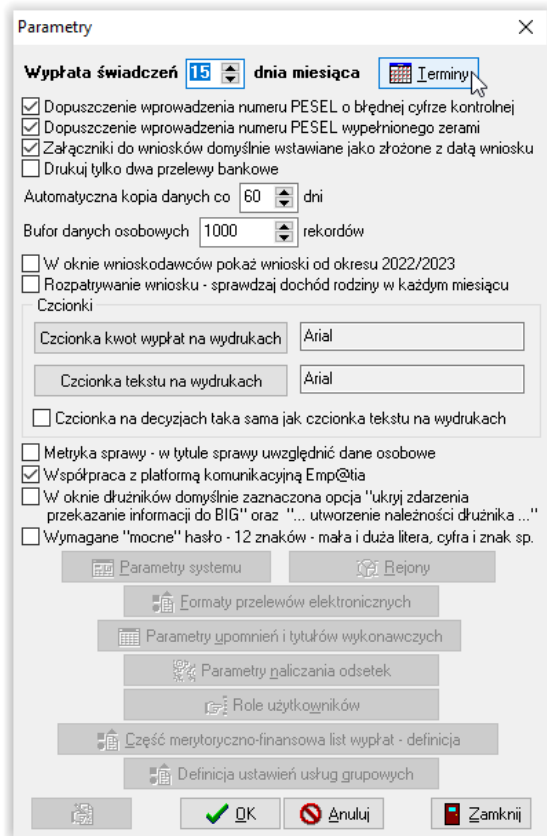 Parametry
Wypłata świadczeń 15 dnia miesiąca Terminy
Dopuszczenie wprowadzenia numeru PESEL o błędnej cyfrze kontrolnej
Dopuszczenie wprowadzenia numeru PESEL wypełnionego zerami
Załączniki do wniosków domyślnie wstawiane jako złożone z datą wniosku
Drukuj tylko dwa przelewy bankowe
Automatyczna kopia danych co 60 dni
Bufor danych osobowych 1000 rekordów
W oknie wnioskodawców pokaż wnioski od okresu 2022/2023
Rozpatrywanie wniosku - sprawdzaj dochód rodziny w każdym miesiącu
Czcionki
Czcionka kwot wypłat na wydrukach Arial
Czcionka tekstu na wydrukach Arial
Czcionka na decyzjach taka sama jak czcionka tekstu na wydrukach
Metryka sprawy - w tytule sprawy uwzględnić dane osobowe
Współpraca z platformą komunikacyjną Emp@tia
W oknie dłużników domyślnie zaznaczona opcja "ukryj zdarzenia
przekazanie informacji do BIG" oraz "... utworzenie należności dłużnika ..."
Wymagane "mocne" hasło - 12 znaków - mała i duża litera, cyfra i znak sp.
Parametry systemu Rejony
Formaty przelewów elektronicznych
Parametry upomnień i tytułów wykonawczych
Parametry naliczania odsetek
Role użytkowników
Część merytoryczno-finansowa list wypłat - definicja
Definicja ustawień usług grupowych
OK Anuluj Zamknij